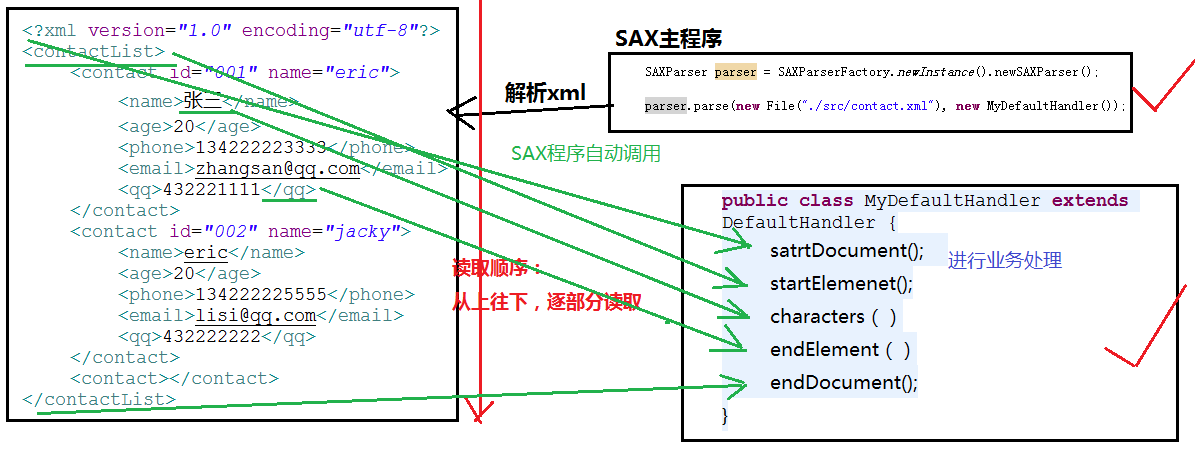 <?xml version="1.0" encoding="utf-8"?>
<contactList>
<contact id="001" name="eric">
<name>张三</name>
<age>20</age>
<phone>134222223333</phone>
<email>zhangsan@qq.com</email>
<qq>432221111</qq>
</contact>
<contact id="002" name="jacky">
<name>eric</name>
<age>20</age>
<phone>134222225555</phone>
<email>lisi@qq.com</email>
<qq>432222222</qq>
</contact>
<contact></contact>
</contactList>
解析xml
SAX主程序
SAXParser parser = SAXParserFactory.newInstance().newSAXParser();
parser.parse(new File("./src/contact.xml"), new MyDefaultHandler());
SAX程序自动调用
读取顺序：
从上往下，逐部分读取
public class MyDefaultHandler extends
DefaultHandler {
satrtDocument();
进行业务处理
startElemenet();
characters（ ）
endElement（ ）
endDocument();
}